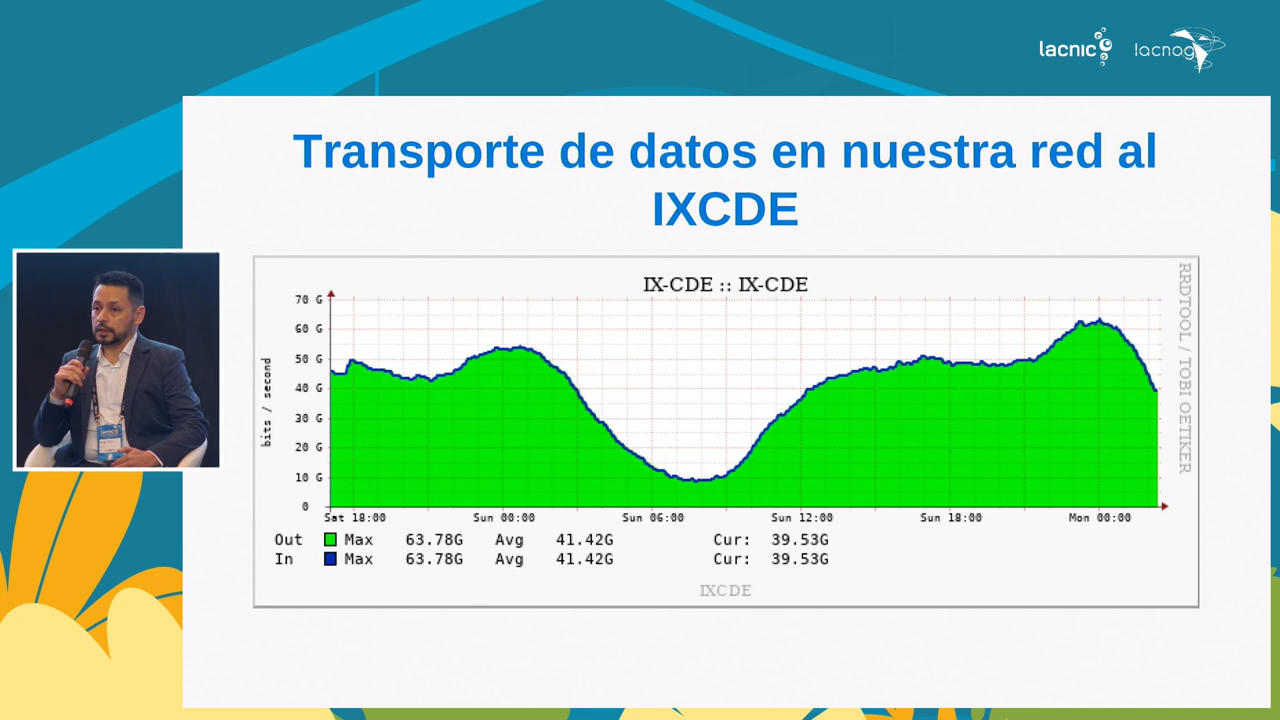 lacnic
lacnog
Transporte de datos en nuestra red al
IXCDE
IX-CDE :: IX-CDE
RRDTOOL / TOBI OETIKER
bits / second
70 G
60 G
50 G
40 G
30 G
20 G
10 G
0
Sat 18:00 Sun 00:00 Sun 06:00 Sun 12:00 Sun 18:00 Mon 00:00
Out Max 63.78G Avg 41.42G Cur: 39.53G
In Max 63.78G Avg 41.42G Cur: 39.53G
IXCDE